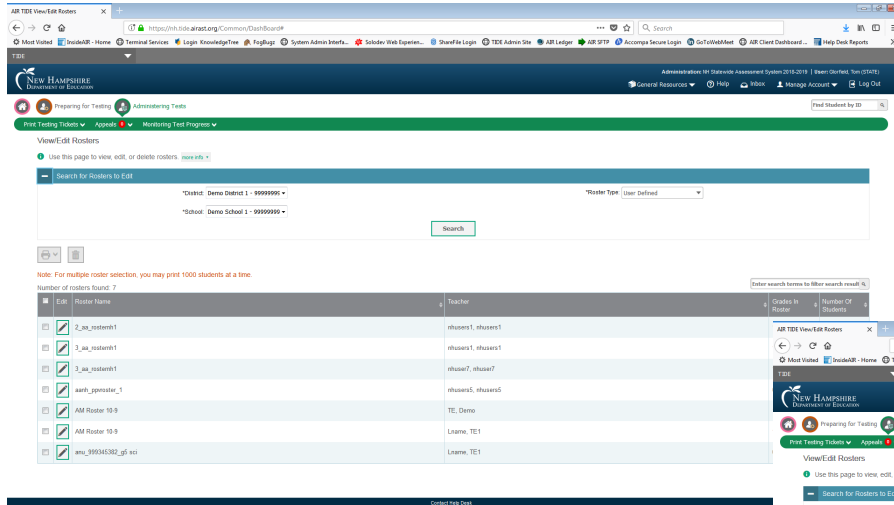 AIR TIDE View/Edit Rosters
https://nh.tide.airast.org/Common/DashBoard#
Search
Most Visited InsideAIR - Home Terminal Services Login KnowledgeTree FogBugz System Admin Interfa... Solodev Web Experien... ShareFile Login TIDE Admin Site AIR Ledger AIR SFTP Accompa Secure Login GoToWebMeet AIR Client Dashboard ... Help Desk Reports
TIDE
NEW HAMPSHIRE
DEPARTMENT OF EDUCATION
Administration: NH Statewide Assessment System 2018-2019 | User: Glorfeld, Tom (ETD)
General Resources Help Inbox Manage Account Log Out
Preparing for Testing Administering Tests
Find Student by ID
Print Testing Tickets Appeals Monitoring Test Progress
View/Edit Rosters
Use this page to view, edit, or delete rosters. more info
Search for Rosters to Edit
*District: Demo District 1 - 9999999 *Roster Type: User Defined
*School: Demo School 1 - 99999999
Search
Note: For multiple roster selection, you may print 1000 students at a time.
Number of rosters found: 7
Enter search terms to filter search result
Edit Roster Name Teacher Grades In Roster Number Of Students
2_aa_rosternh1 nhusers1, nhusers1
3_aa_rosternh1 nhusers1, nhusers1
3_aa_rosternh1 nhuser7, nhuser7
aanh_ppvroster_1 nhusers5, nhusers5
AM Roster 10-9 TE, Demo
AM Roster 10-9 Lname, TE1
anu_999345382_g5 sci Lname, TE1
Contact Help Desk
AIR TIDE View/Edit Rosters
Most Visited InsideAIR - Home
TIDE
NEW HAMPSHIRE
DEPARTMENT OF EDUCATION
Preparing for Testing
Print Testing Tickets Appeals
View/Edit Rosters
Use this page to view, edit,
Search for Rosters to Ed